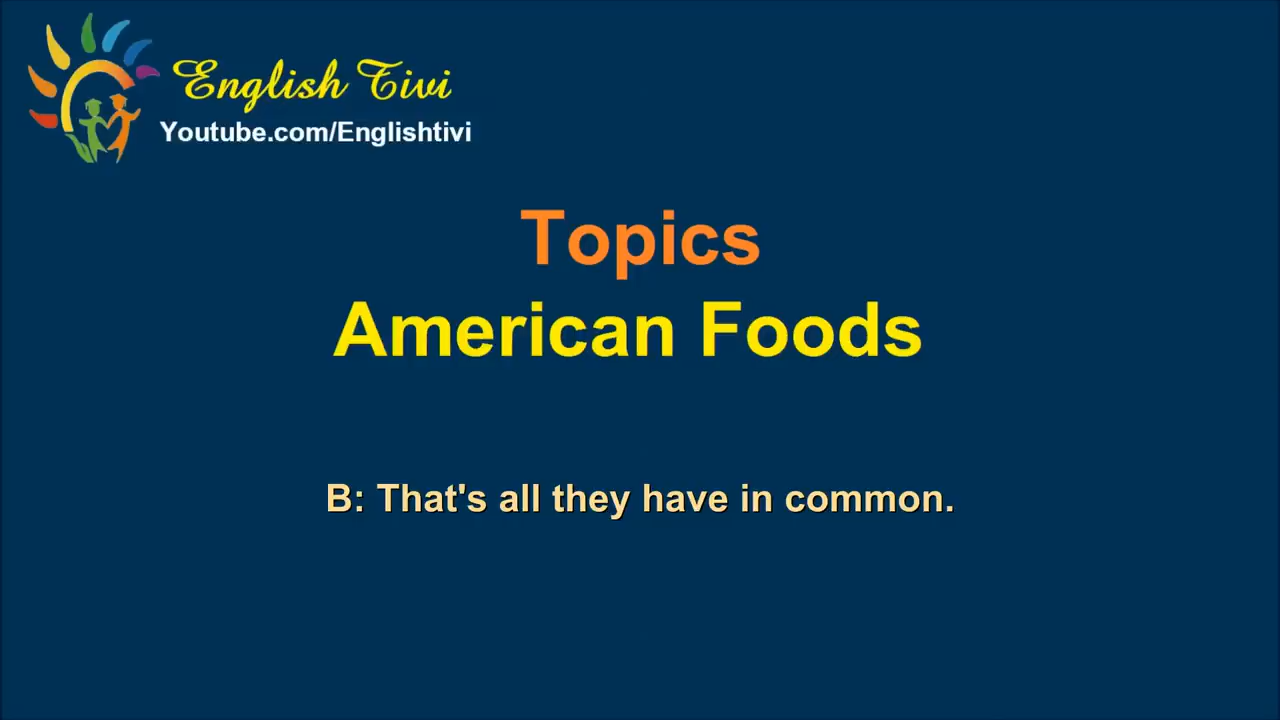 English Tivi
Youtube.com/Englishtivi
Topics
American Foods
B: That's all they have in common.